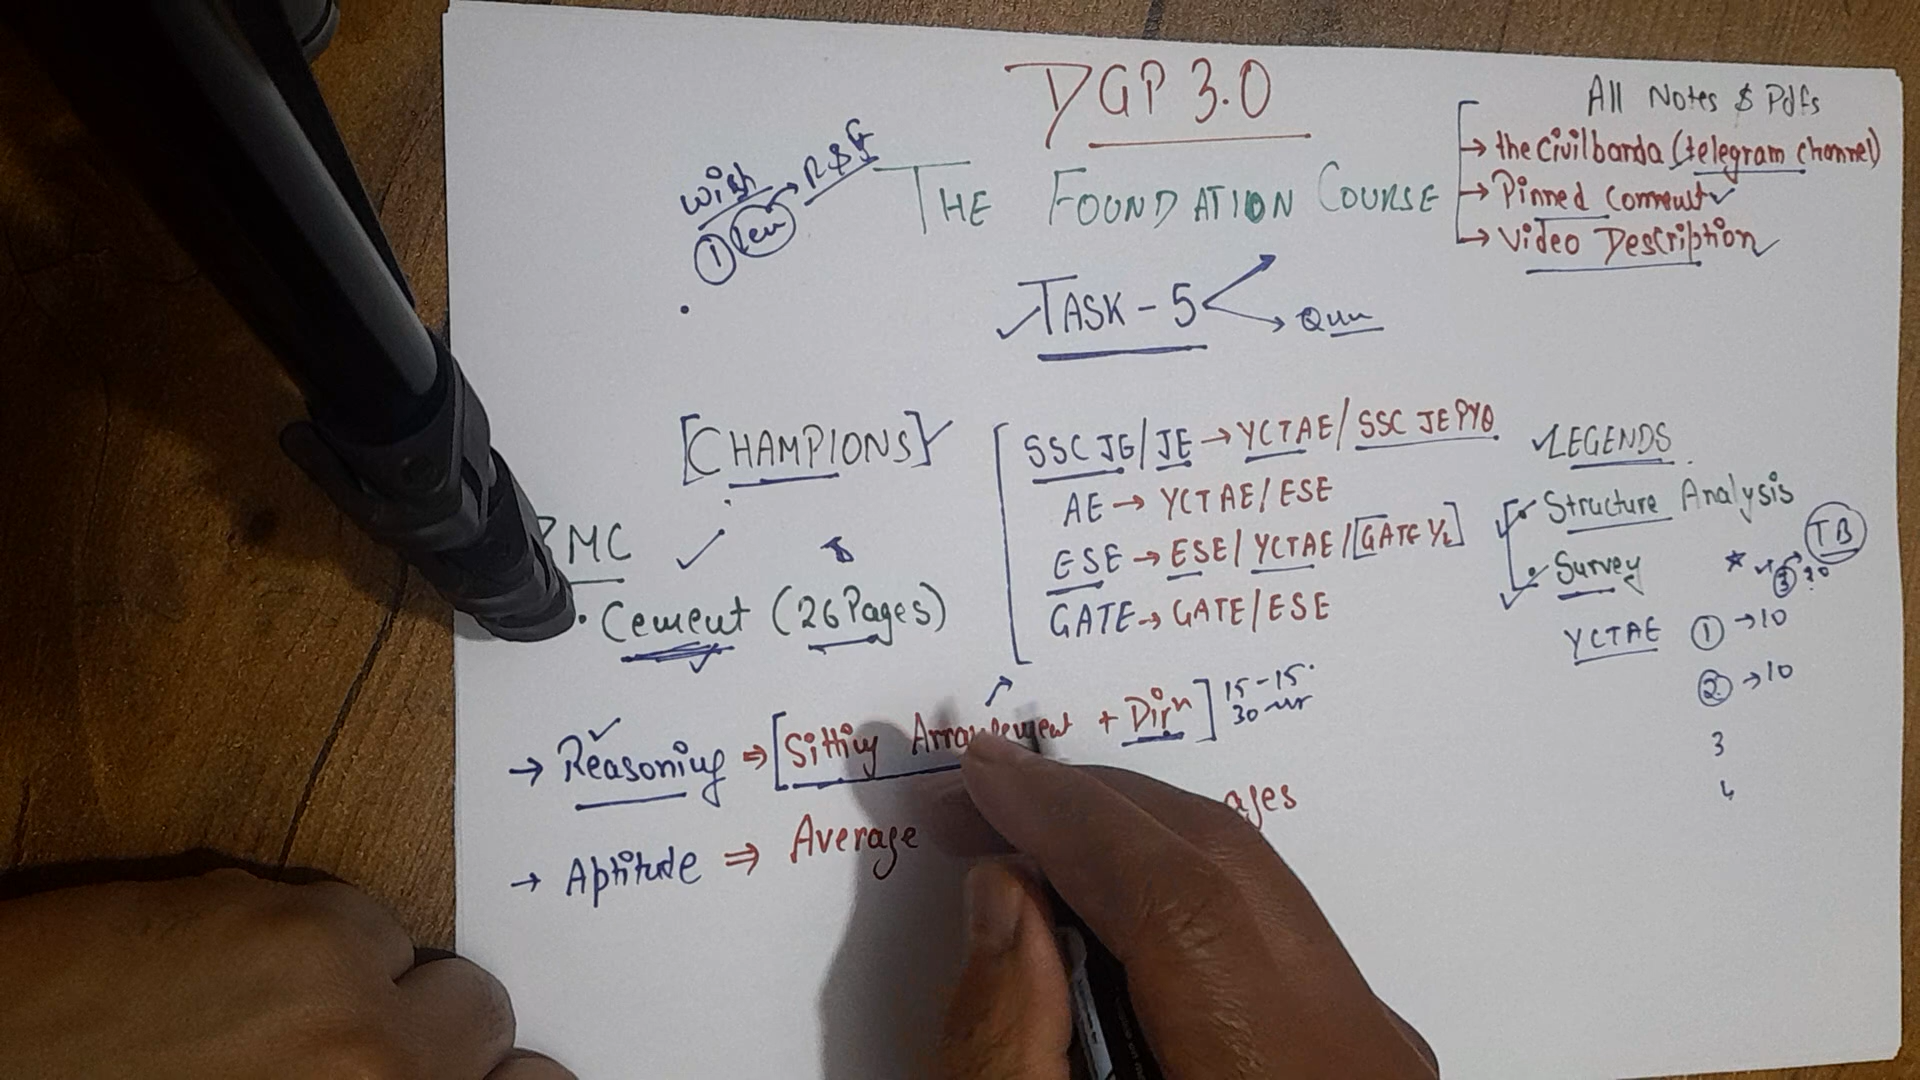 DGP 3.0
THE FOUNDATION COURSE
Wish
① → R&G
All Notes & Pdfs
→ the civilbanda (telegram channel)
→ Pinned Comment
→ Video Description
TASK - 5
→ Qun
[CHAMPIONS]
MC
Cement (26 Pages)
SSC JE/JE → YCTAE/SSC JE PYQ
AE → YCTAE/ESE
ESE → ESE/YCTAE/[GATE ½]
GATE → GATE/ESE
LEGENDS
Structure Analysis
Survey
TB
③
YCTAE ① → 10
② → 10
3
4
→ Reasoning ⇒ [Sitting Arrangement + Dirⁿ] 15-15
30
→ Aptitude ⇒ Average
ages